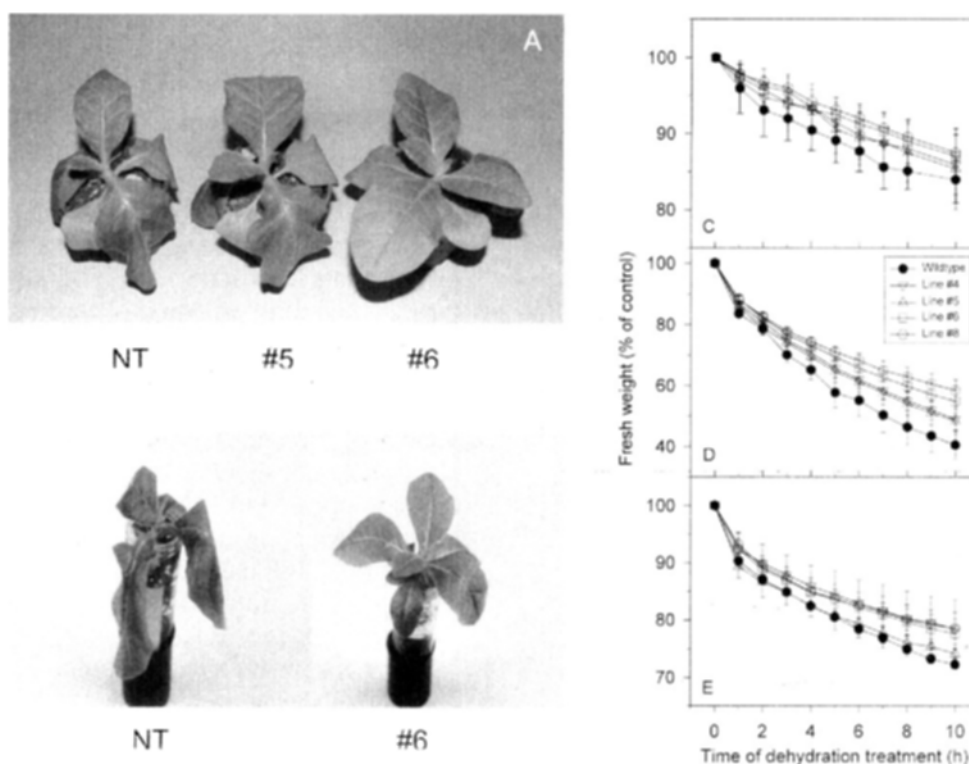 A
NT #5 #6
NT #6
Fresh weight (% of control)
100
90
80
C
100
80
60
40
D
Wildtype
Line #4
Line #5
Line #6
Line #8
100
90
80
70
E
0 2 4 6 8 10
Time of dehydration treatment (h)